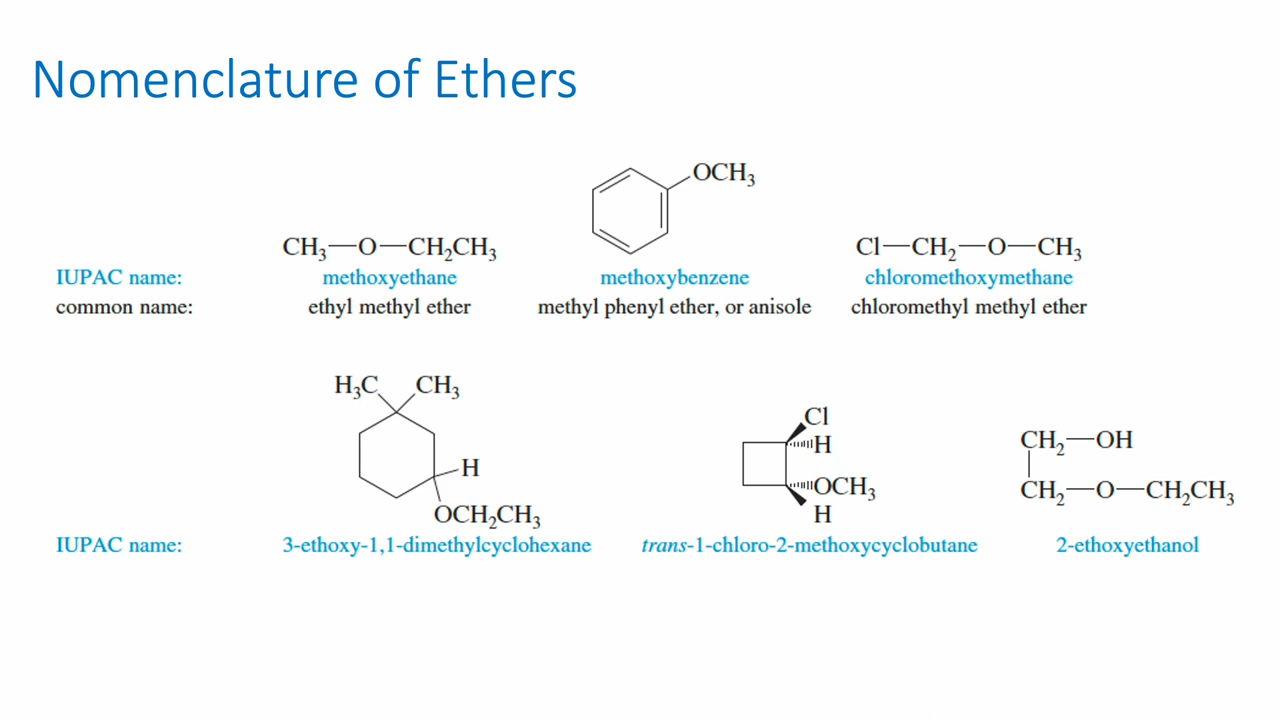 Nomenclature of Ethers
OCH₃
CH₃—O—CH₂CH₃ Cl—CH₂—O—CH₃
IUPAC name: methoxyethane methoxybenzene chloromethoxymethane
common name: ethyl methyl ether methyl phenyl ether, or anisole chloromethyl methyl ether
H₃C CH₃
Cl
H
CH₂—OH
H
OCH₃
CH₂—O—CH₂CH₃
OCH₂CH₃
H
IUPAC name: 3-ethoxy-1,1-dimethylcyclohexane trans-1-chloro-2-methoxycyclobutane 2-ethoxyethanol